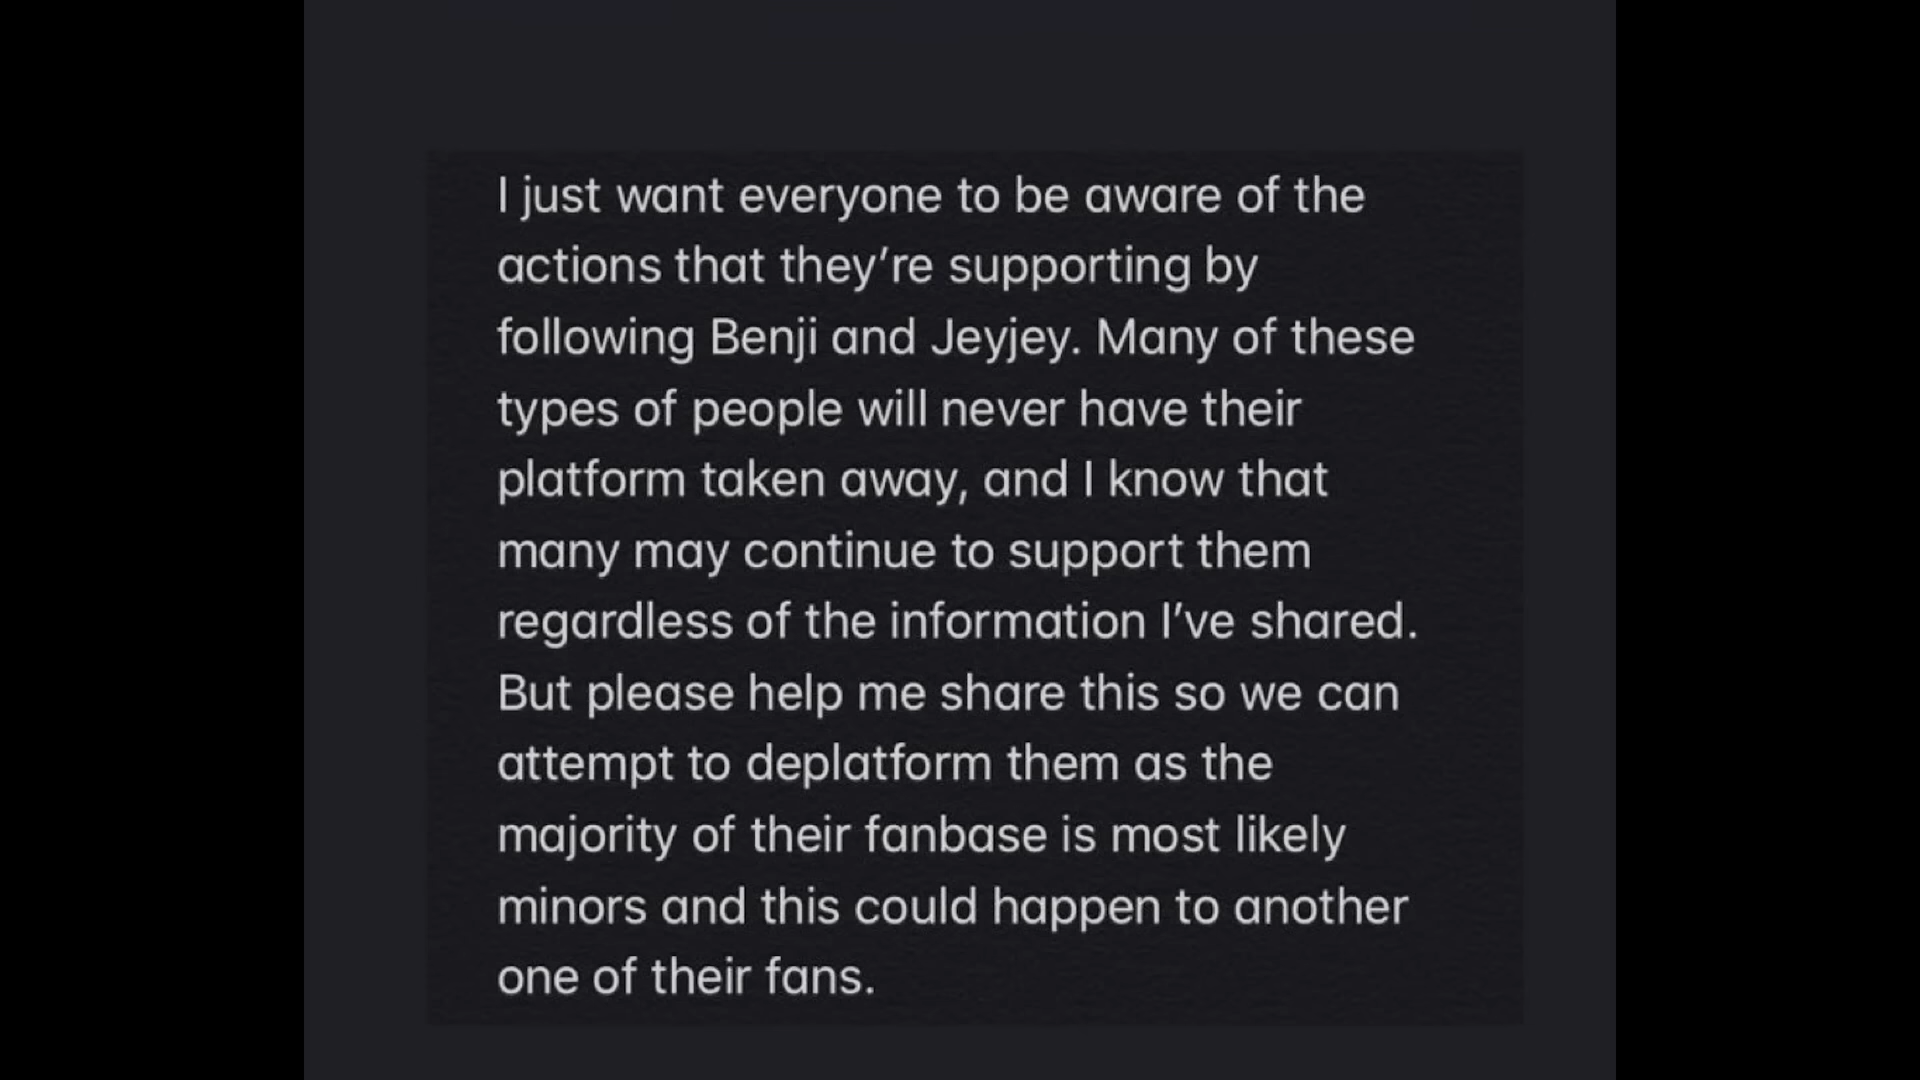 I just want everyone to be aware of the
actions that they’re supporting by
following Benji and Jeyjey. Many of these
types of people will never have their
platform taken away, and I know that
many may continue to support them
regardless of the information I’ve shared.
But please help me share this so we can
attempt to deplatform them as the
majority of their fanbase is most likely
minors and this could happen to another
one of their fans.